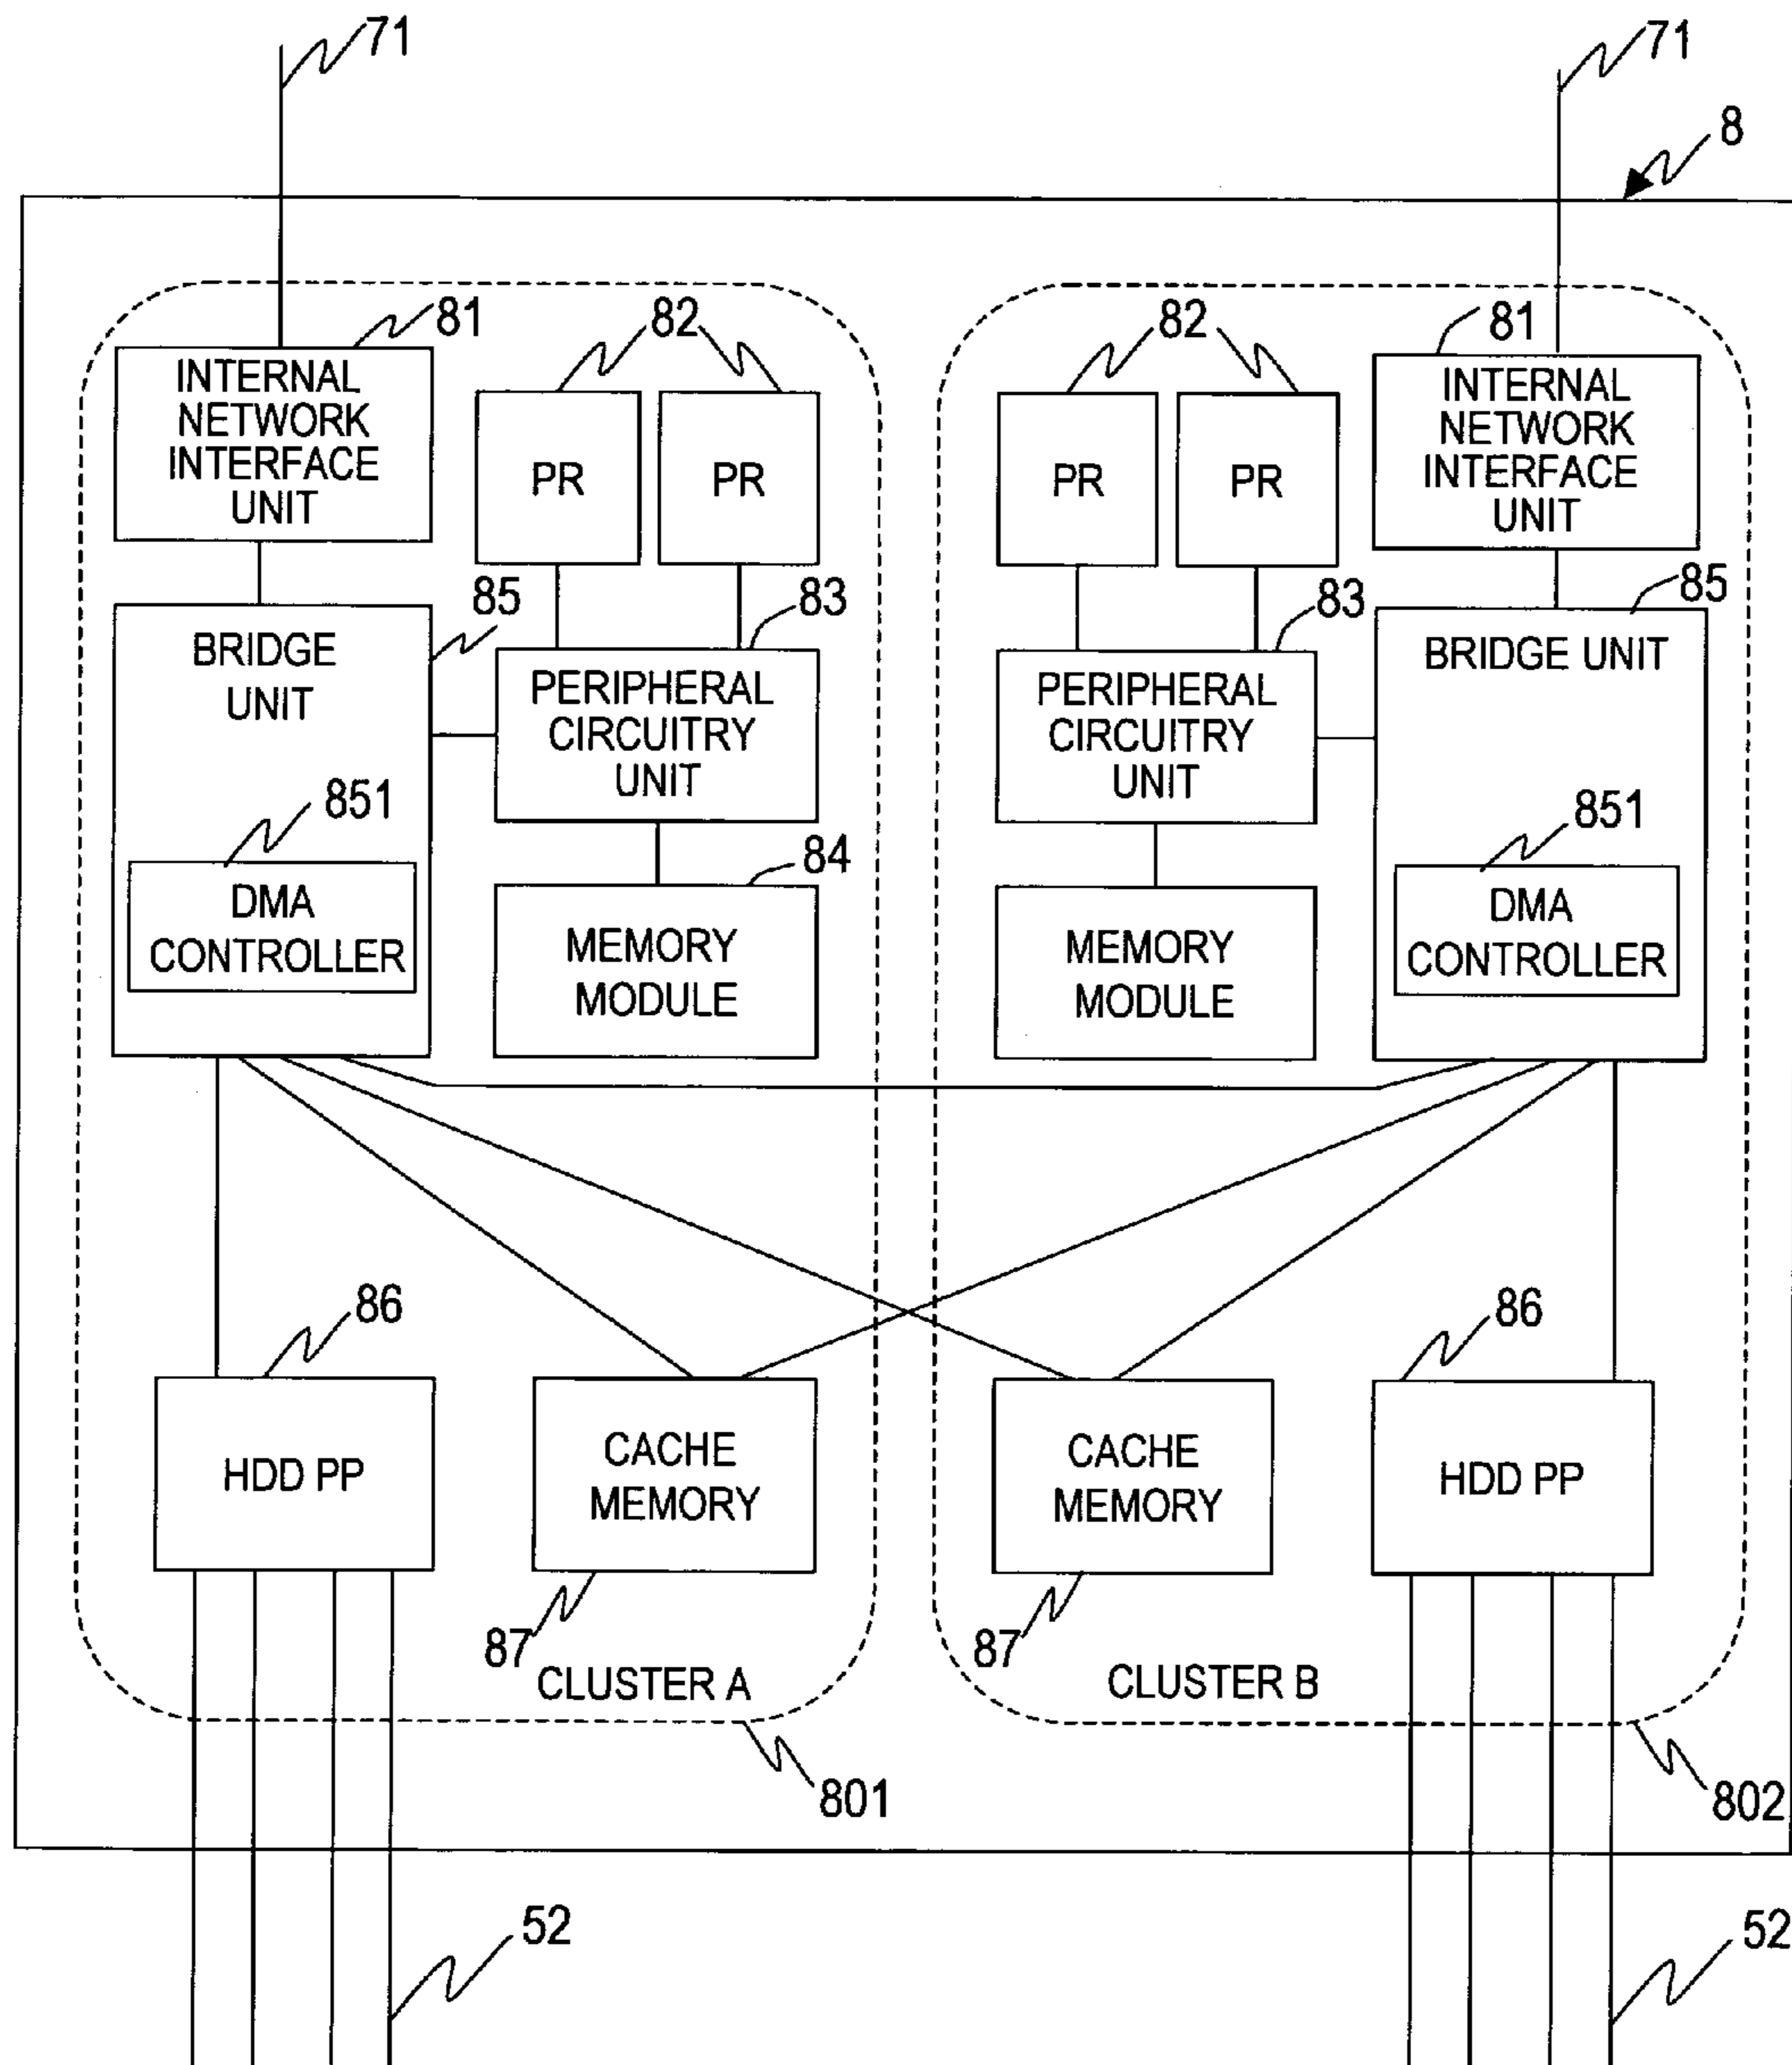 71
71
8
81
82
82
81
INTERNAL
NETWORK
INTERFACE
UNIT
PR
PR
PR
PR
INTERNAL
NETWORK
INTERFACE
UNIT
85
83
83
85
BRIDGE
UNIT
PERIPHERAL
CIRCUITRY
UNIT
PERIPHERAL
CIRCUITRY
UNIT
BRIDGE UNIT
851
851
84
DMA
CONTROLLER
MEMORY
MODULE
MEMORY
MODULE
DMA
CONTROLLER
86
86
HDD PP
CACHE
MEMORY
CACHE
MEMORY
HDD PP
87
87
CLUSTER A
CLUSTER B
801
802
52
52